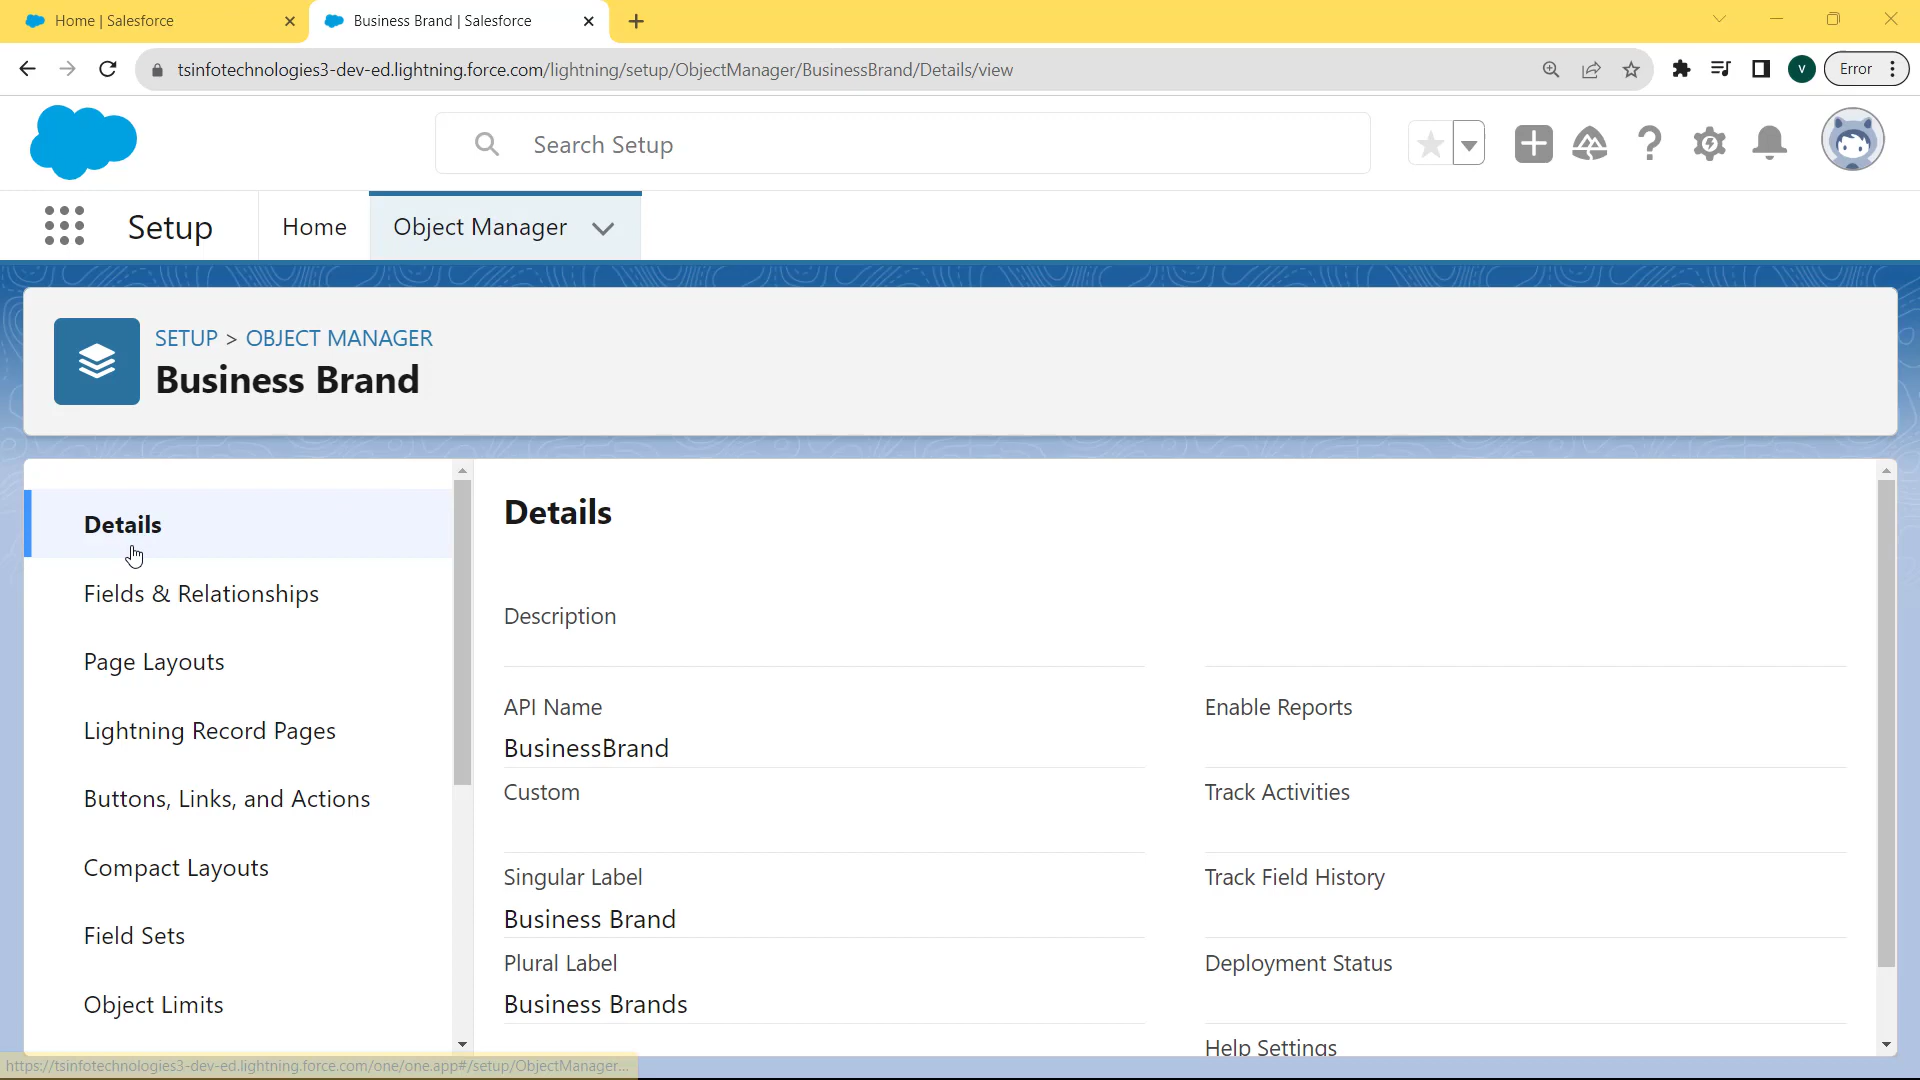 Home | Salesforce
Business Brand | Salesforce
tsinfotechnologies3-dev-ed.lightning.force.com/lightning/setup/ObjectManager/BusinessBrand/Details/view
V
Error
Search Setup
Setup
Home
Object Manager
SETUP > OBJECT MANAGER
Business Brand
Details
Fields & Relationships
Page Layouts
Lightning Record Pages
Buttons, Links, and Actions
Compact Layouts
Field Sets
Object Limits
Details
Description
API Name
BusinessBrand
Custom
Singular Label
Business Brand
Plural Label
Business Brands
Enable Reports
Track Activities
Track Field History
Deployment Status
Help Settings
https://tsinfotechnologies3-dev-ed.lightning.force.com/one/one.app#/setup/ObjectManager...